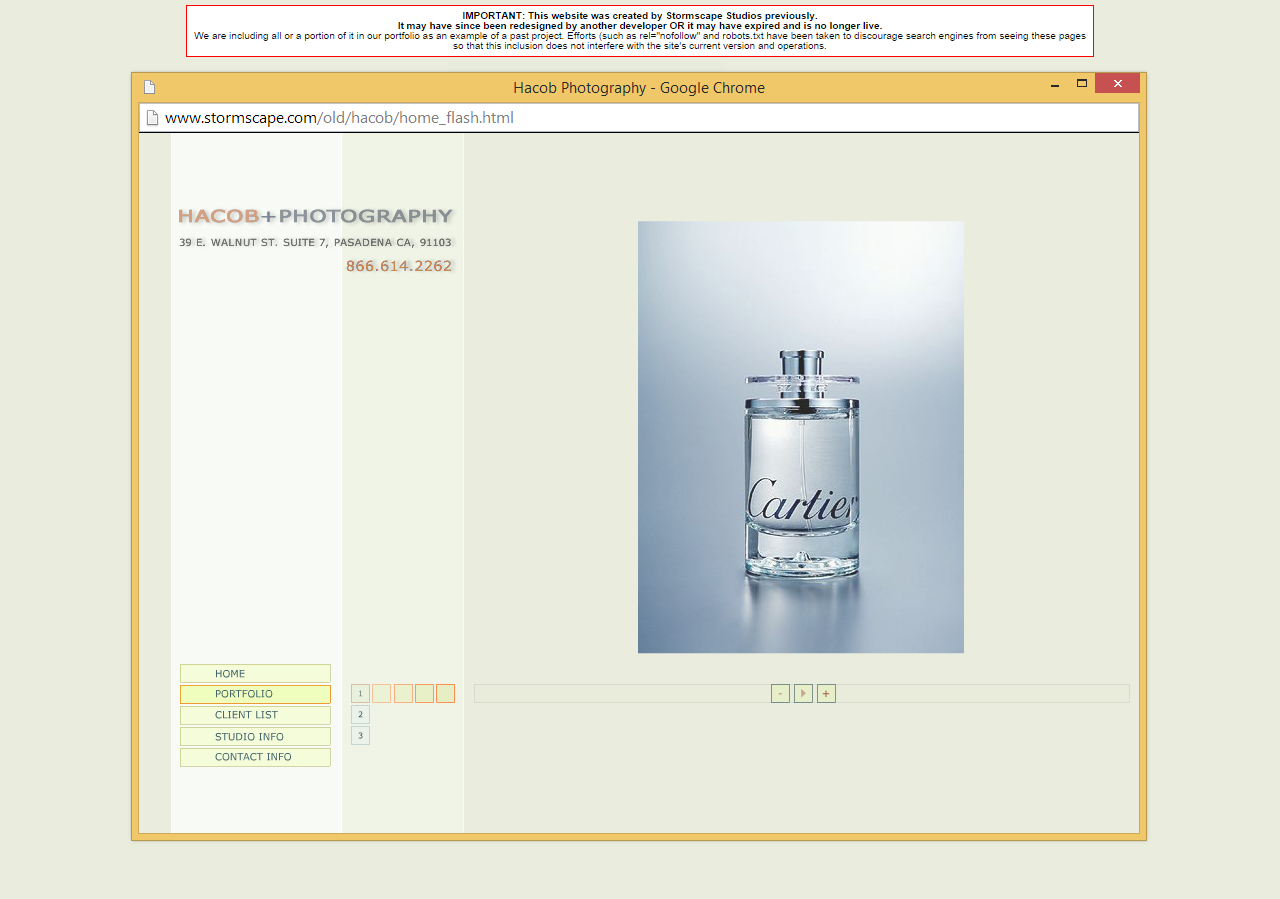 IMPORTANT: This website was created by Stormscape Studios previously.
It may have since been redesigned by another developer OR it may have expired and is no longer live.
We are including all or a portion of it in our portfolio as an example of a past project. Efforts (such as rel="nofollow" and robots.txt have been taken to discourage search engines from seeing these pages
so that this inclusion does not interfere with the site's current version and operations.
Hacob Photography - Google Chrome
www.stormscape.com/old/hacob/home_flash.html
HACOB+PHOTOGRAPHY
39 E. WALNUT ST. SUITE 7, PASADENA CA, 91103
866.614.2262
Cartier
HOME
PORTFOLIO
CLIENT LIST
STUDIO INFO
CONTACT INFO
1
2
3
- +